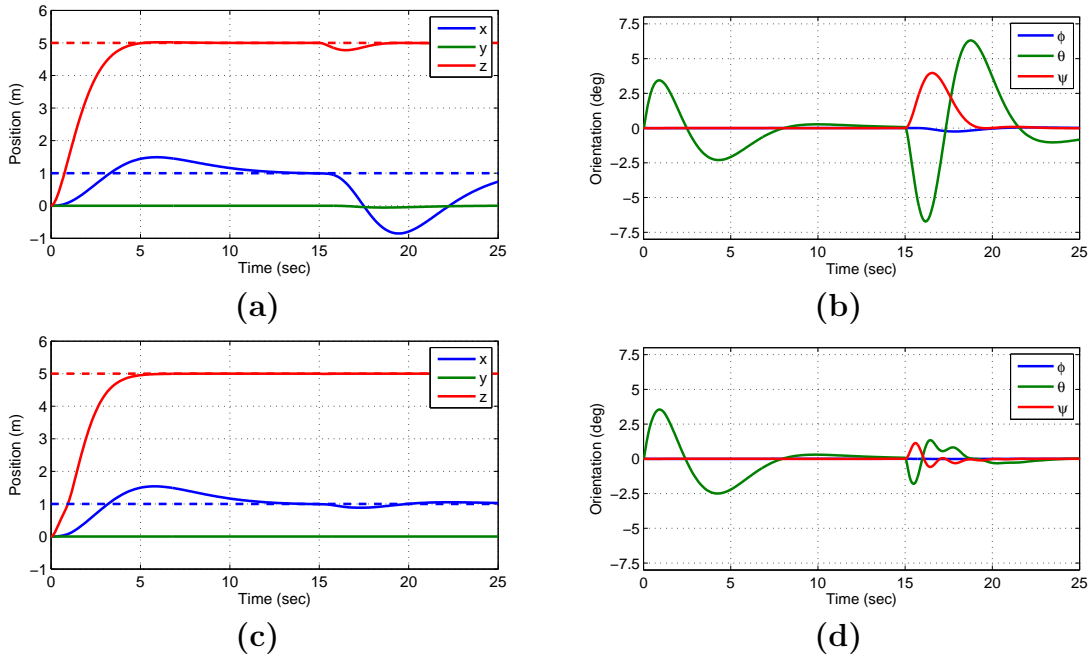 6
5
4
3
2
1
0
−1
Position (m)
x
y
z
0 5 10 15 20 25
Time (sec)
(a)
7.5
5
2.5
0
−2.5
−5
−7.5
Orientation (deg)
ϕ
θ
ψ
0 5 10 15 20 25
Time (sec)
(b)
6
5
4
3
2
1
0
−1
Position (m)
x
y
z
0 5 10 15 20 25
Time (sec)
(c)
7.5
5
2.5
0
−2.5
−5
−7.5
Orientation (deg)
ϕ
θ
ψ
0 5 10 15 20 25
Time (sec)
(d)